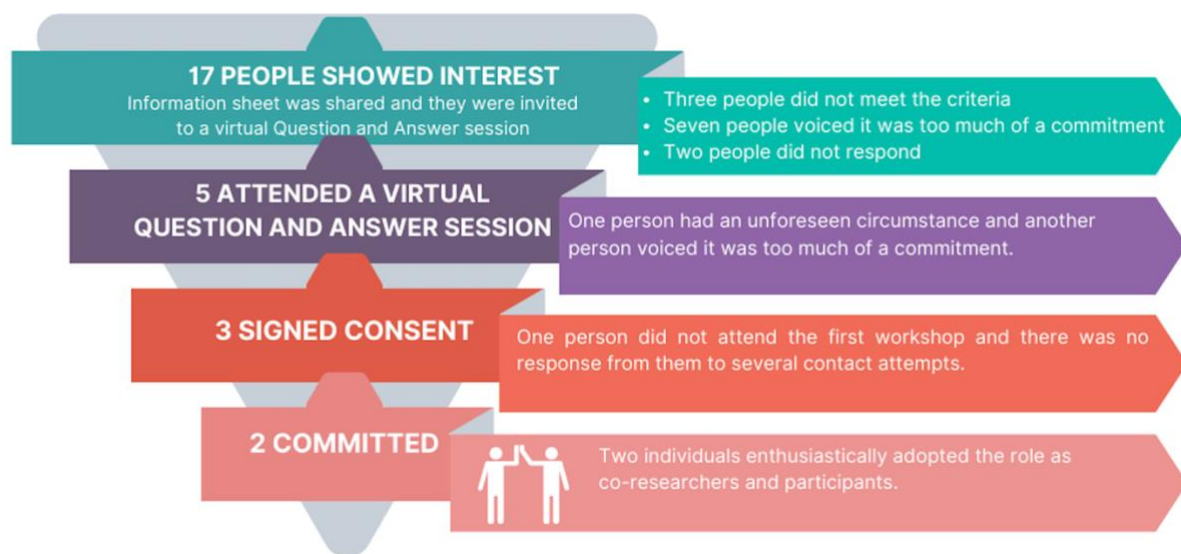 17 PEOPLE SHOWED INTEREST
Information sheet was shared and they were invited
to a virtual Question and Answer session
• Three people did not meet the criteria
• Seven people voiced it was too much of a commitment
• Two people did not respond
5 ATTENDED A VIRTUAL
QUESTION AND ANSWER SESSION
One person had an unforeseen circumstance and another
person voiced it was too much of a commitment.
3 SIGNED CONSENT
One person did not attend the first workshop and there was no
response from them to several contact attempts.
2 COMMITTED
Two individuals enthusiastically adopted the role as
co-researchers and participants.